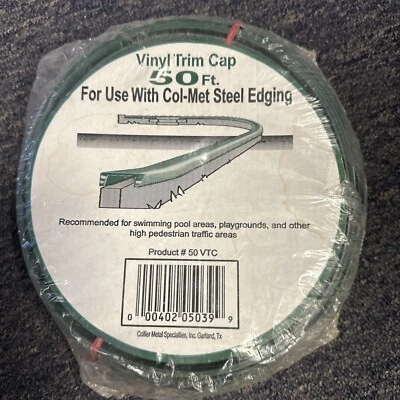 Vinyl Trim Cap
50 Ft.
For Use With Col-Met Steel Edging
Recommended for swimming pool areas, playgrounds, and other
high pedestrian traffic areas
Product # 50 VTC
0 00402 05039 9
Collier Metal Specialties, Inc. Garland, Tx